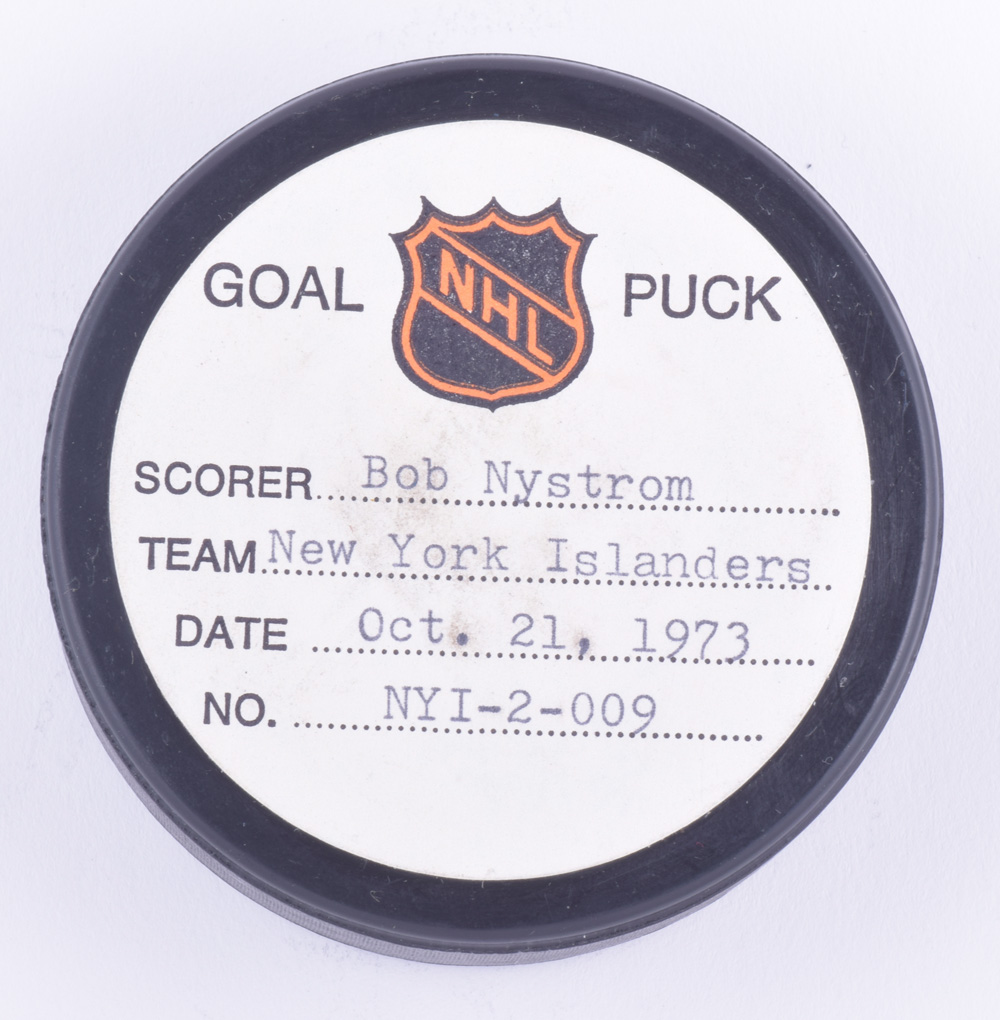 GOAL NHL PUCK
SCORER Bob Nystrom
TEAM New York Islanders
DATE Oct. 21, 1973
NO. NYI-2-009